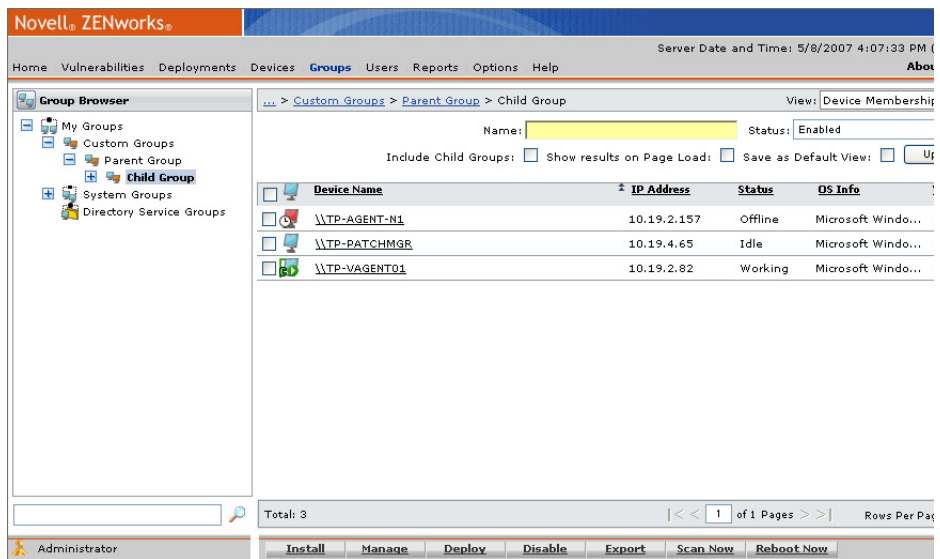 Novell® ZENworks®
Server Date and Time: 5/8/2007 4:07:33 PM (
Home Vulnerabilities Deployments Devices Groups Users Reports Options Help
Group Browser
My Groups
Custom Groups
Parent Group
Child Group
System Groups
Directory Service Groups
... > Custom Groups > Parent Group > Child Group View: Device Membership
Name: Status: Enabled
Include Child Groups: Show results on Page Load: Save as Default View:
Device Name IP Address Status OS Info
\\TP-AGENT-N1 10.19.2.157 Offline Microsoft Windo...
\\TP-PATCHMGR 10.19.4.65 Idle Microsoft Windo...
\\TP-VAGENT01 10.19.2.82 Working Microsoft Windo...
Total: 3 |< < 1 of 1 Pages > >| Rows Per
Administrator
Install Manage Deploy Disable Export Scan Now Reboot Now